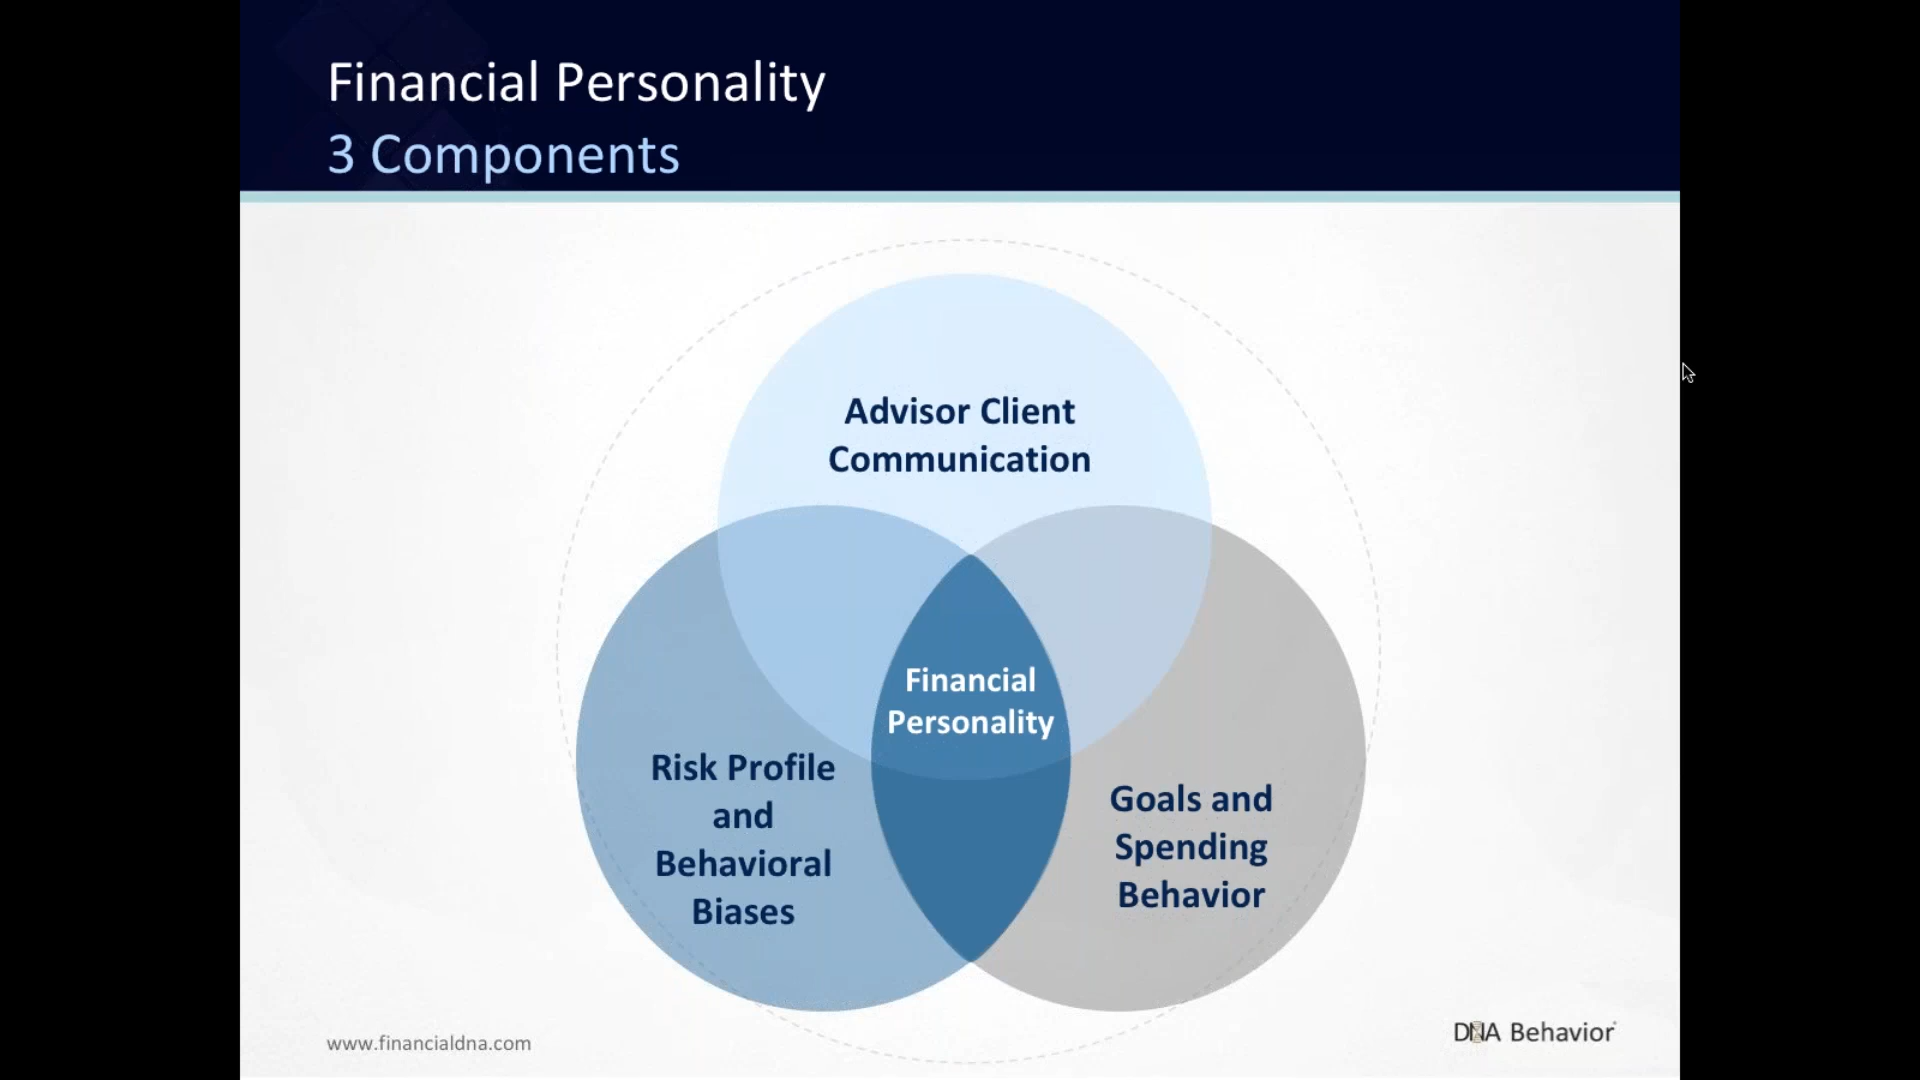 Financial Personality
3 Components
Advisor Client
Communication
Financial
Personality
Risk Profile
and
Behavioral
Biases
Goals and
Spending
Behavior
www.financialdna.com
DNA Behavior